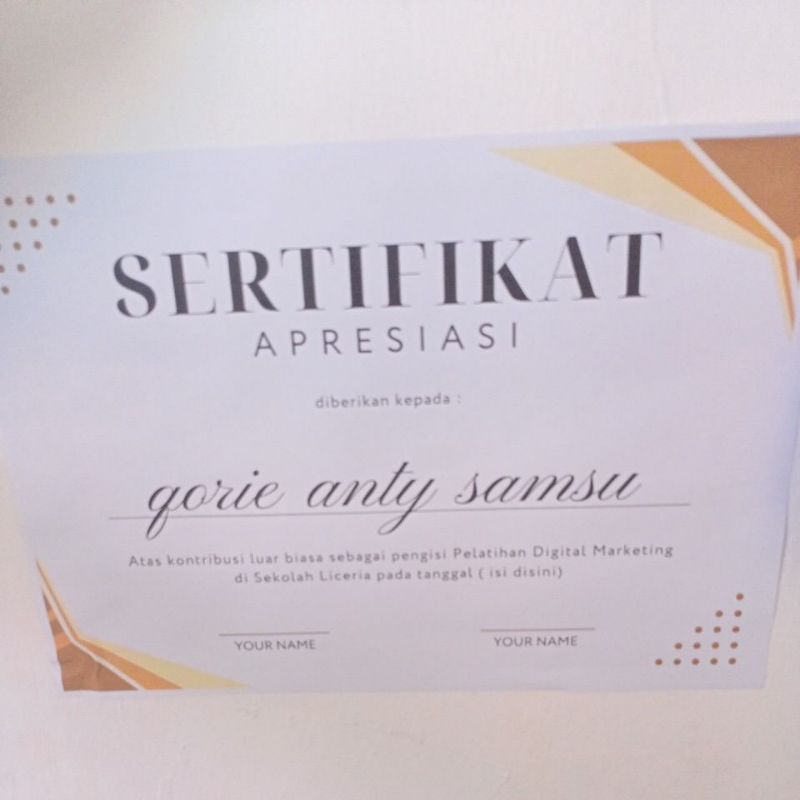 SERTIFIKAT
APRESIASI
diberikan kepada :
qorie anty samsu
Atas kontribusi luar biasa sebagai pengisi Pelatihan Digital Marketing
di Sekolah Liceria pada tanggal ( isi disini)
YOUR NAME
YOUR NAME